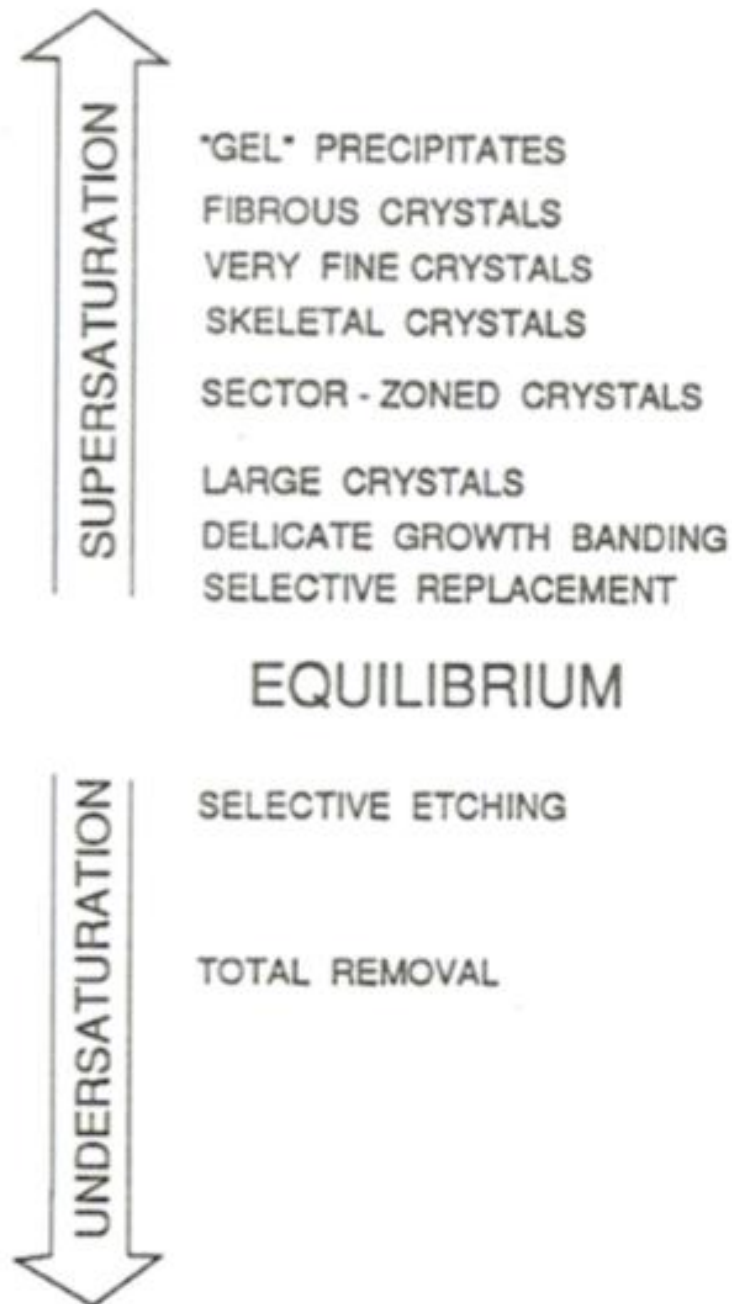 SUPERSATURATION
"GEL" PRECIPITATES
FIBROUS CRYSTALS
VERY FINE CRYSTALS
SKELETAL CRYSTALS
SECTOR - ZONED CRYSTALS
LARGE CRYSTALS
DELICATE GROWTH BANDING
SELECTIVE REPLACEMENT
EQUILIBRIUM
UNDERSATURATION
SELECTIVE ETCHING
TOTAL REMOVAL